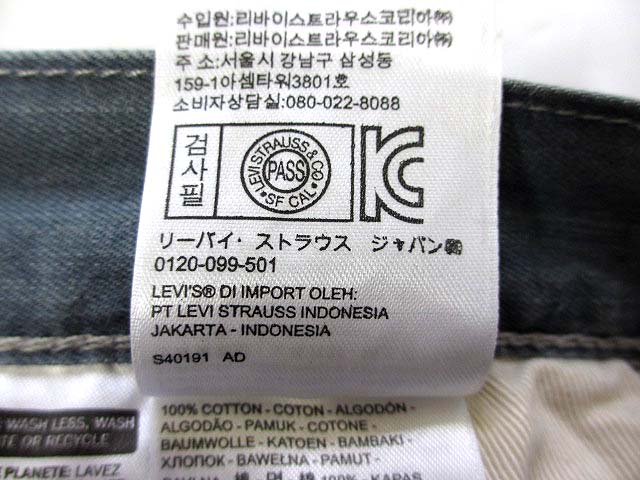 수입원:리바이스트라우스코리아㈜
판매원:리바이스트라우스코리아㈜
주 소:서울시 강남구 삼성동
159-1아셈타워3801호
소비자상담실:080-022-8088
검사필
LEVI STRAUSS & CO
PASS
SF CAL
リーバイ・ストラウス ジャパン㈱
0120-099-501
LEVI'S® DI IMPORT OLEH:
PT LEVI STRAUSS INDONESIA
JAKARTA - INDONESIA
S40191 AD
WASH LESS, WASH
OR RECYCLE
PLANETE: LAVEZ
100% COTTON - COTON - ALGODÓN -
ALGODÃO - PAMUK - COTONE -
BAUMWOLLE - KATOEN - BAMBAKI -
ХЛОПОК - BAWEŁNA - PAMUT -
100% KAPAS